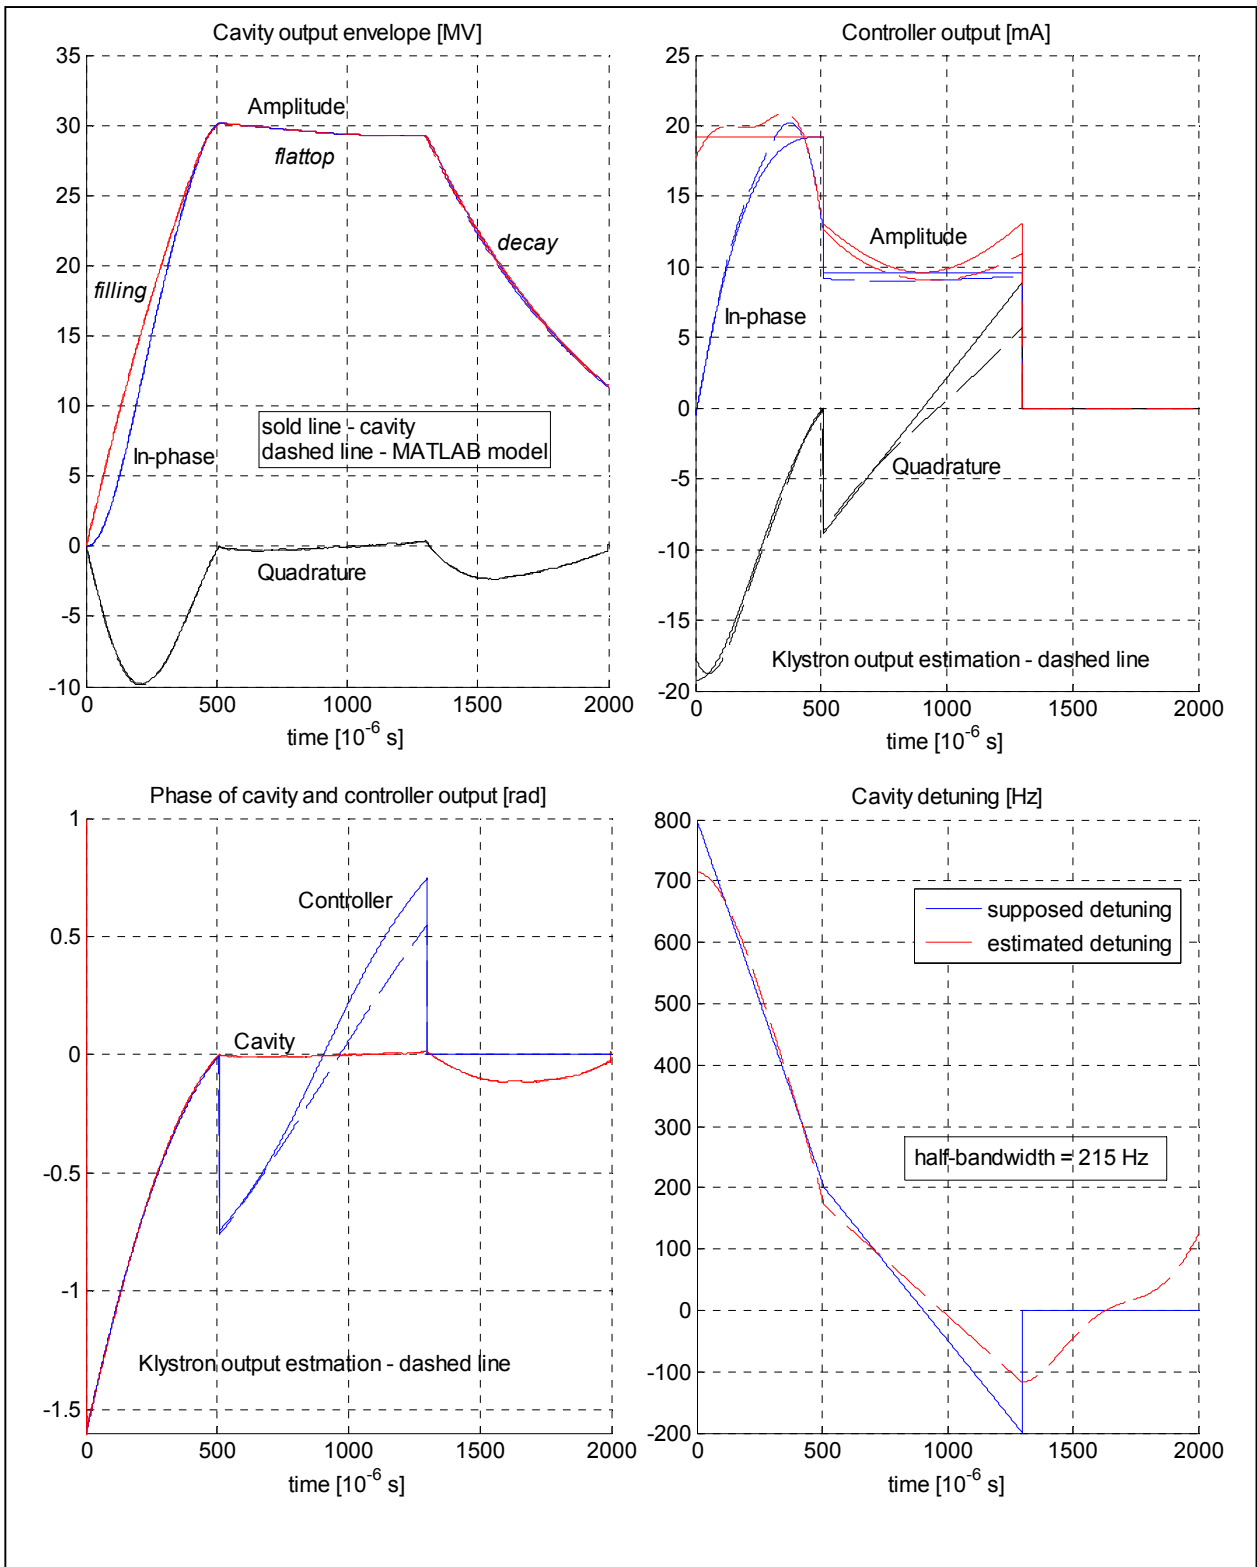 Cavity output envelope [MV]
35
30
25
20
15
10
5
0
-5
-10
Amplitude
flattop
filling
decay
sold line - cavity
dashed line - MATLAB model
In-phase
Quadrature
0
500
1000
1500
2000
time [10-6 s]
Controller output [mA]
25
20
15
10
5
0
-5
-10
-15
-20
Amplitude
In-phase
Quadrature
Klystron output estimation - dashed line
0
500
1000
1500
2000
time [10-6 s]
Phase of cavity and controller output [rad]
1
0.5
0
-0.5
-1
-1.5
Controller
Cavity
Klystron output estmation - dashed line
0
500
1000
1500
2000
time [10-6 s]
Cavity detuning [Hz]
800
700
600
500
400
300
200
100
0
-100
-200
supposed detuning
estimated detuning
half-bandwidth = 215 Hz
0
500
1000
1500
2000
time [10-6 s]